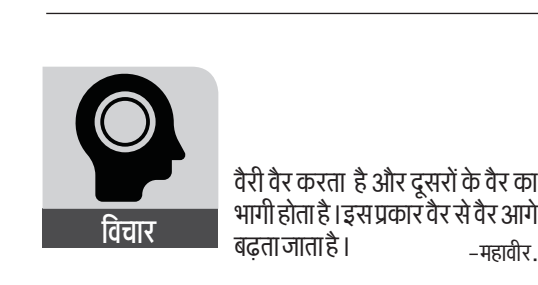 विचार
वैरी वैर करता है और दूसरों के वैर का
भागी होता है। इस प्रकार वैर से वैर आगे
बढ़ता जाता है। -महावीर.